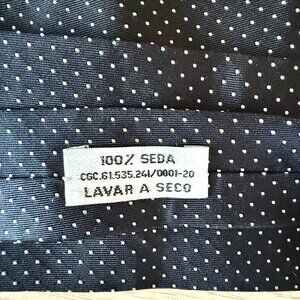 100% SEDA
CGC.61.535.241/0001-20
LAVAR A SECO